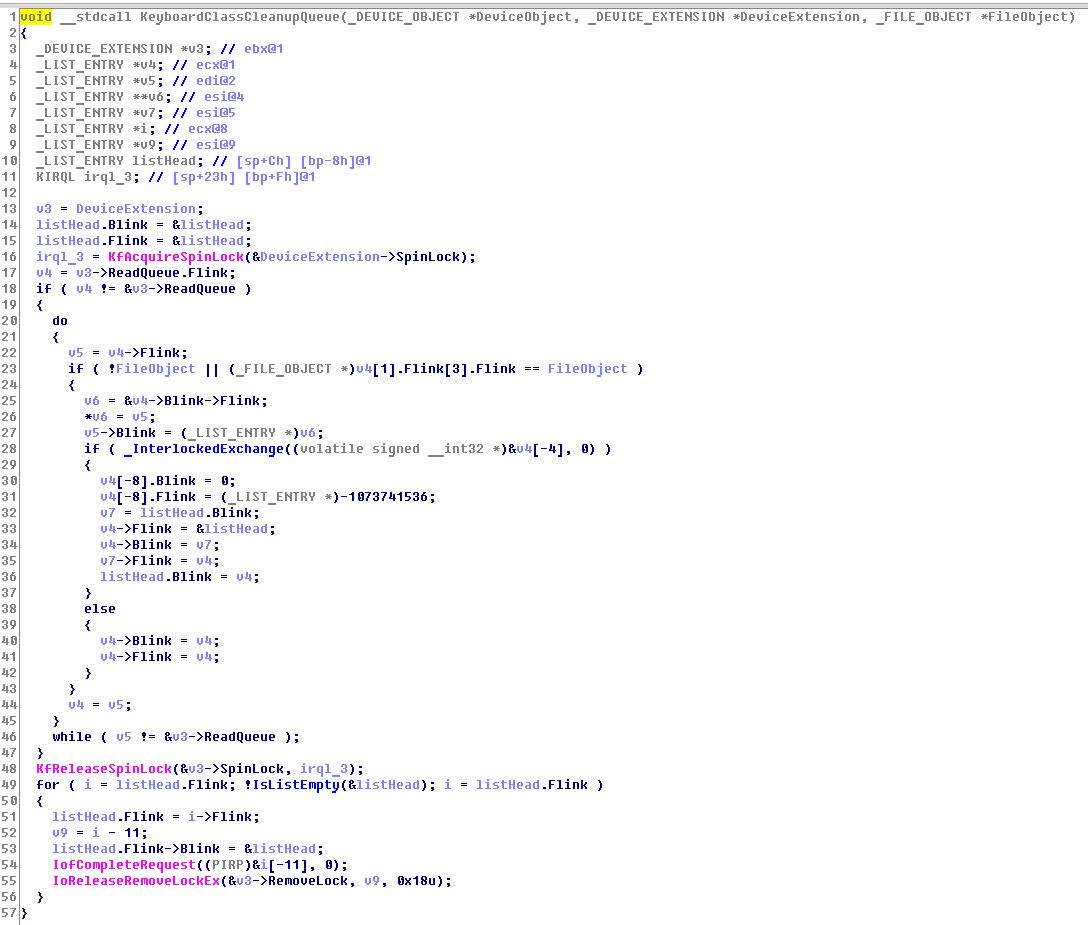 1 void __stdcall KeyboardClassCleanupQueue(_DEVICE_OBJECT *DeviceObject, _DEVICE_EXTENSION *DeviceExtension, _FILE_OBJECT *FileObject)
2 {
3   _DEVICE_EXTENSION *v3; // ebx@1
4   _LIST_ENTRY *v4; // ecx@1
5   _LIST_ENTRY *v5; // edi@2
6   _LIST_ENTRY **v6; // esi@4
7   _LIST_ENTRY *v7; // esi@5
8   _LIST_ENTRY *i; // ecx@8
9   _LIST_ENTRY *v9; // esi@9
10   _LIST_ENTRY listHead; // [sp+Ch] [bp-8h]@1
11   KIRQL irql_3; // [sp+23h] [bp+Fh]@1
12
13   v3 = DeviceExtension;
14   listHead.Blink = &listHead;
15   listHead.Flink = &listHead;
16   irql_3 = KfAcquireSpinLock(&DeviceExtension->SpinLock);
17   v4 = v3->ReadQueue.Flink;
18   if ( v4 != &v3->ReadQueue )
19   {
20     do
21     {
22       v5 = v4->Flink;
23       if ( !FileObject || (_FILE_OBJECT *)v4[1].Flink[3].Flink == FileObject )
24       {
25         v6 = &v4->Blink->Flink;
26         *v6 = v5;
27         v5->Blink = (_LIST_ENTRY *)v6;
28         if ( _InterlockedExchange((volatile signed __int32 *)&v4[-4], 0) )
29         {
30           v4[-8].Blink = 0;
31           v4[-8].Flink = (_LIST_ENTRY *)-1073741536;
32           v7 = listHead.Blink;
33           v4->Flink = &listHead;
34           v4->Blink = v7;
35           v7->Flink = v4;
36           listHead.Blink = v4;
37         }
38         else
39         {
40           v4->Blink = v4;
41           v4->Flink = v4;
42         }
43       }
44       v4 = v5;
45     }
46     while ( v5 != &v3->ReadQueue );
47   }
48   KfReleaseSpinLock(&v3->SpinLock, irql_3);
49   for ( i = listHead.Flink; !IsListEmpty(&listHead); i = listHead.Flink )
50   {
51     listHead.Flink = i->Flink;
52     v9 = i - 11;
53     listHead.Flink->Blink = &listHead;
54     IofCompleteRequest((PIRP)&i[-11], 0);
55     IoReleaseRemoveLockEx(&v3->RemoveLock, v9, 0x18u);
56   }
57 }